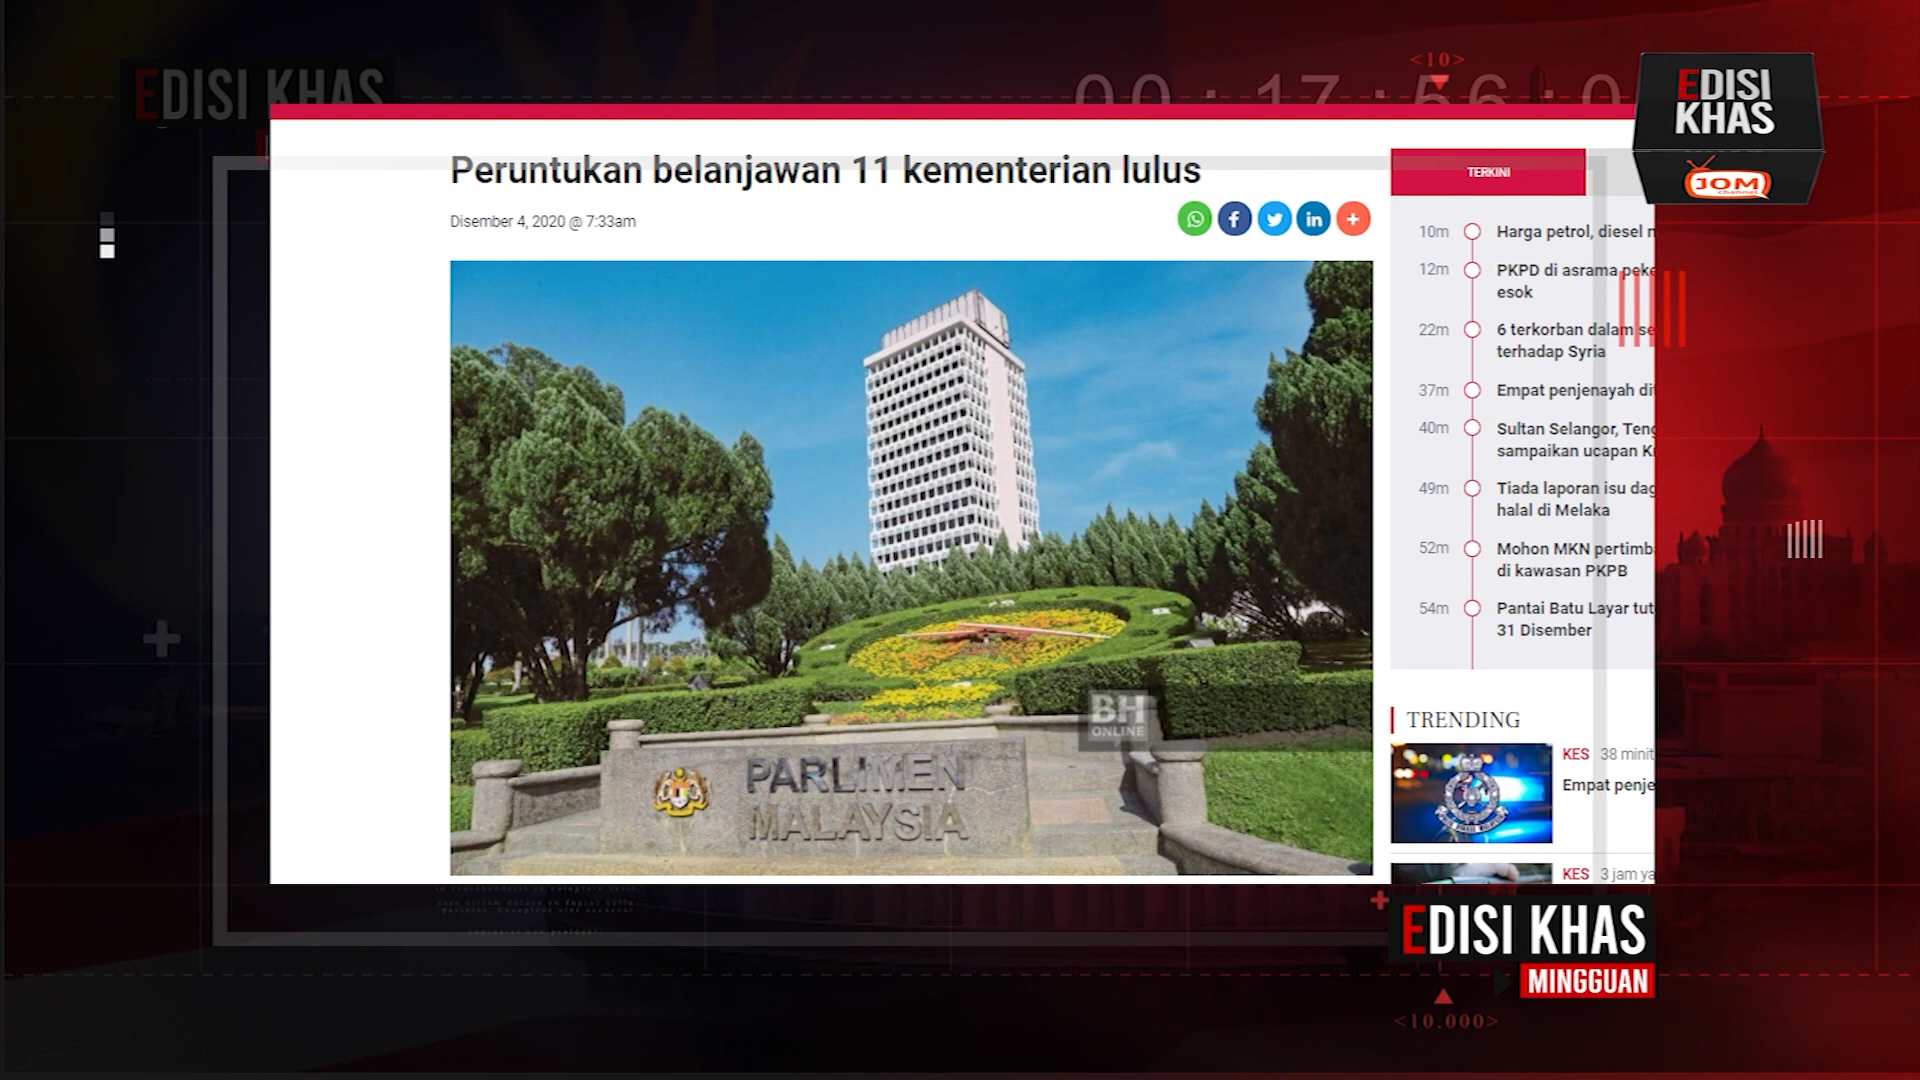 EDISI KHAS
<10>
00:17:56:0
EDISI
KHAS
JOM
channel
Peruntukan belanjawan 11 kementerian lulus
Disember 4, 2020 @ 7:33am
TERKINI
10m Harga petrol, diesel
12m PKPD di asrama
esok
22m 6 terkorban dalam
terhadap Syria
37m Empat penjenayah
40m Sultan Selangor,
sampaikan ucapan
49m Tiada laporan isu
halal di Melaka
52m Mohon MKN
di kawasan PKPB
54m Pantai Batu Layar
31 Disember
BH
ONLINE
PARLIMEN
MALAYSIA
TRENDING
KES 38 minit
Empat
KES 3 jam
EDISI KHAS
MINGGUAN
<10.000>